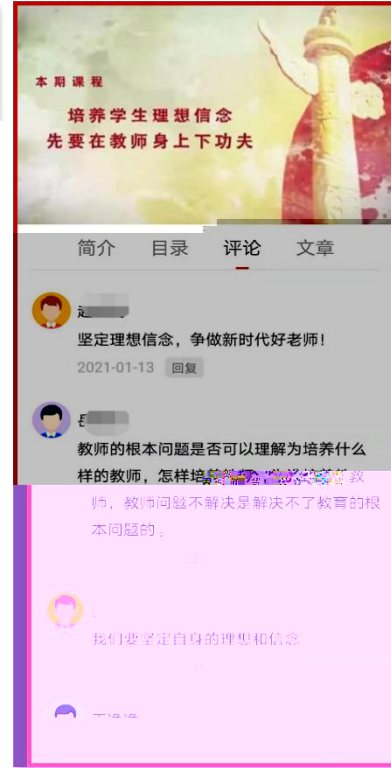 本期课程
培养学生理想信念
先要在教师身上下功夫
简介 目录 评论 文章
坚定理想信念，争做新时代好老师！
2021-01-13 回复
教师的根本问题是否可以理解为培养什么
样的教师，怎样培 教
师，教师问题不解决是解决不了教育的根
本问题的。
我们要坚定自身的理想和信念